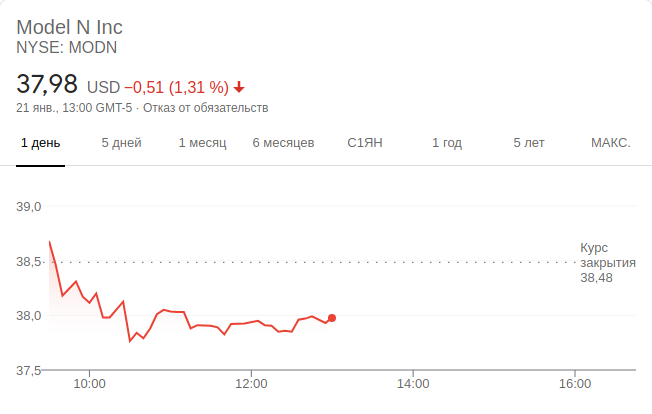 Model N Inc
NYSE: MODN
37,98 USD −0,51 (1,31 %)
21 янв., 13:00 GMT-5 · Отказ от обязательств
1 день 5 дней 1 месяц 6 месяцев С1ЯН 1 год 5 лет МАКС.
39,0
Курс
38,5 закрытия
38,48
38,0
37,5
10:00 12:00 14:00 16:00